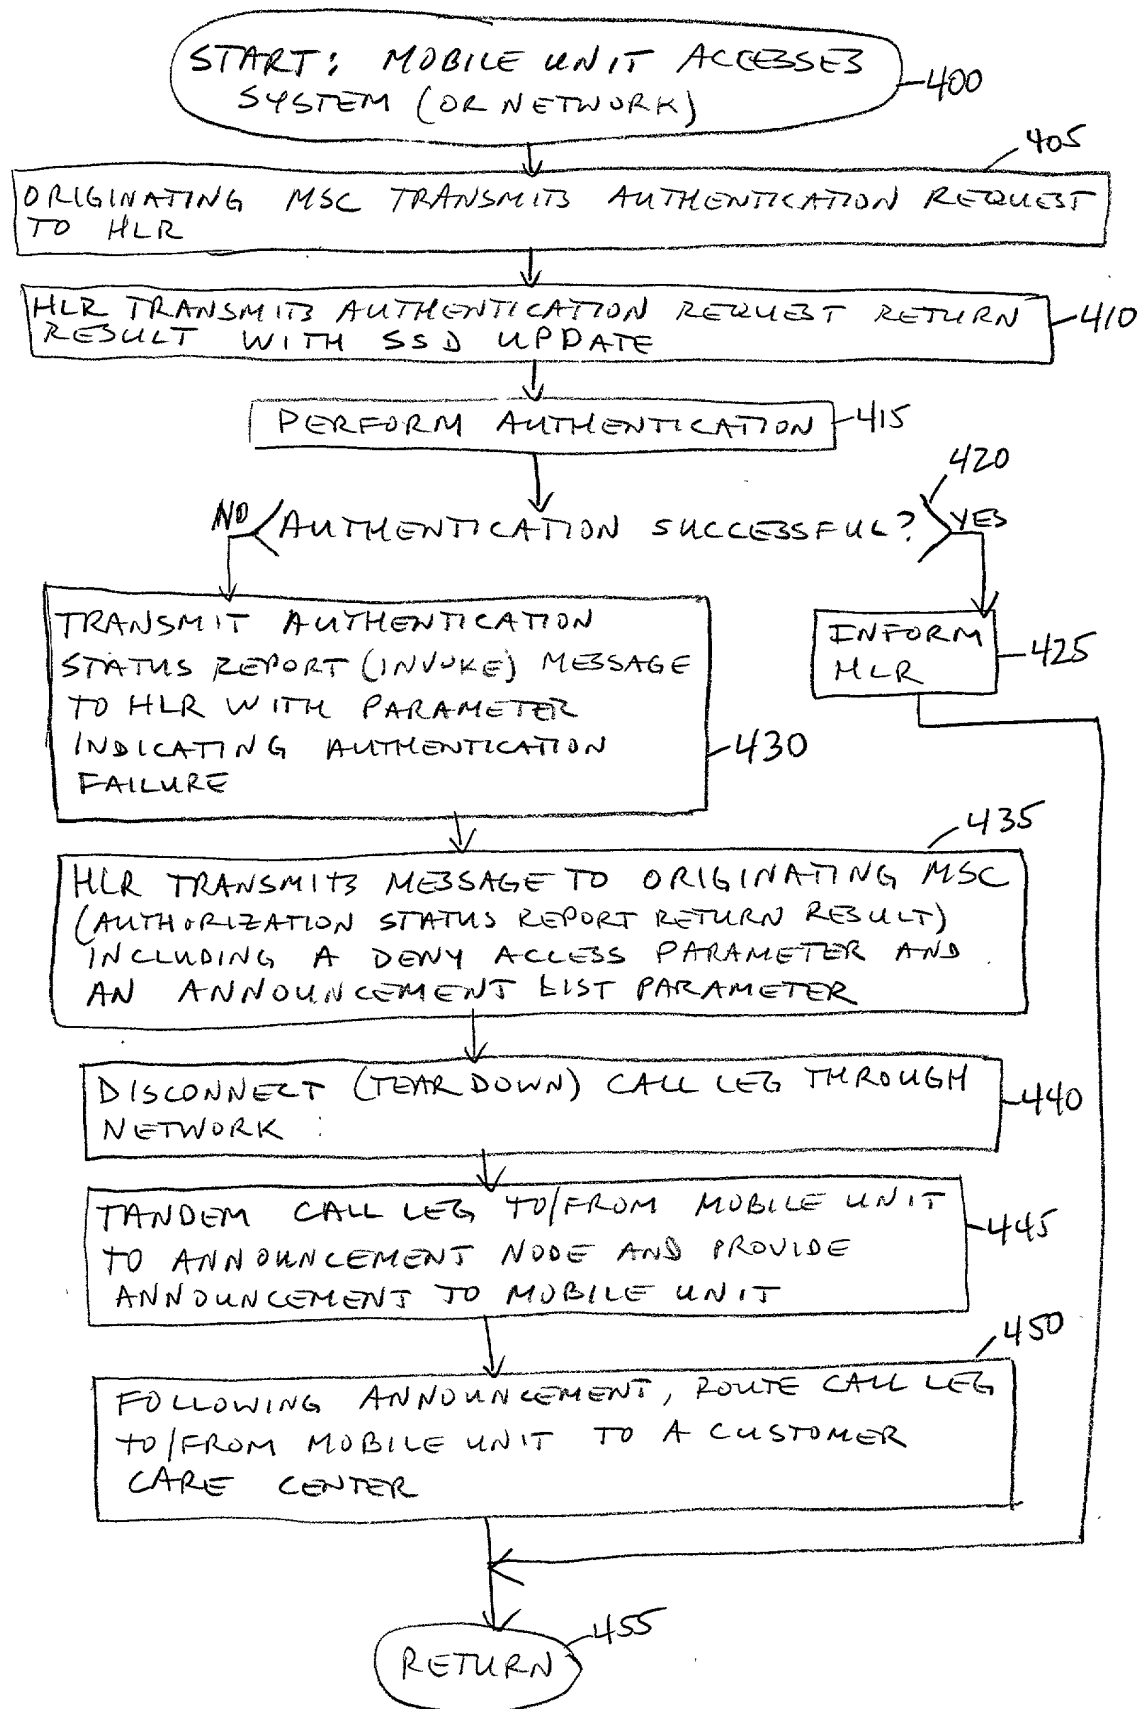 START: MOBILE UNIT ACCESSES
SYSTEM (OR NETWORK)
400
405
ORIGINATING MSC TRANSMITS AUTHENTICATION REQUEST
TO HLR
HLR TRANSMITS AUTHENTICATION REQUEST RETURN
RESULT WITH SSD UPDATE
410
PERFORM AUTHENTICATION
415
420
NO
AUTHENTICATION SUCCESSFUL?
YES
TRANSMIT AUTHENTICATION
STATUS REPORT (INVOKE) MESSAGE
TO HLR WITH PARAMETER
INDICATING AUTHENTICATION
FAILURE
430
INFORM
HLR
425
435
HLR TRANSMITS MESSAGE TO ORIGINATING MSC
(AUTHORIZATION STATUS REPORT RETURN RESULT)
INCLUDING A DENY ACCESS PARAMETER AND
AN ANNOUNCEMENT LIST PARAMETER
DISCONNECT (TEAR DOWN) CALL LEG THROUGH
NETWORK
440
TANDEM CALL LEG TO/FROM MOBILE UNIT
TO ANNOUNCEMENT NODE AND PROVIDE
ANNOUNCEMENT TO MOBILE UNIT
445
450
FOLLOWING ANNOUNCEMENT, ROUTE CALL LEG
TO/FROM MOBILE UNIT TO A CUSTOMER
CARE CENTER
455
RETURN